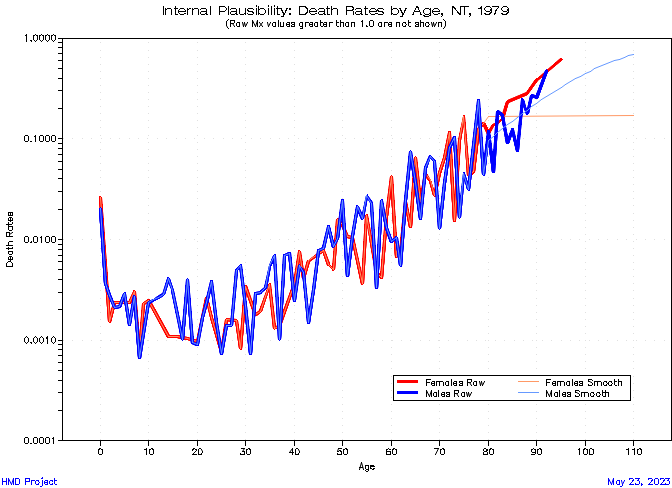 Internal Plausibility: Death Rates by Age, NT, 1979
(Raw Mx values greater than 1.0 are not shown)
1.0000
0.1000
0.0100
0.0010
0.0001
Death Rates
0 10 20 30 40 50 60 70 80 90 100 110
Age
Females Raw Females Smooth
Males Raw Males Smooth
HMD Project May 23, 2023